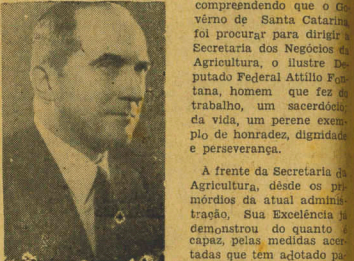 compreendendo que o Go
vêrno de Santa Catarina
foi procurar para dirigir a
Secretaria dos Negócios da
Agricultura, o ilustre De-
putado Federal Attílio Fon-
tana, homem que fez do
trabalho, um sacerdócio
da vida, um perene exem-
plo de honradez, dignidade
e perseverança.
A frente da Secretaria da
Agricultura, désde os pri-
mórdios da atual adminis-
tração, Sua Excelência já
demonstrou do quanto é
capaz, pelas medidas acer-
tadas que tem adotado pa-